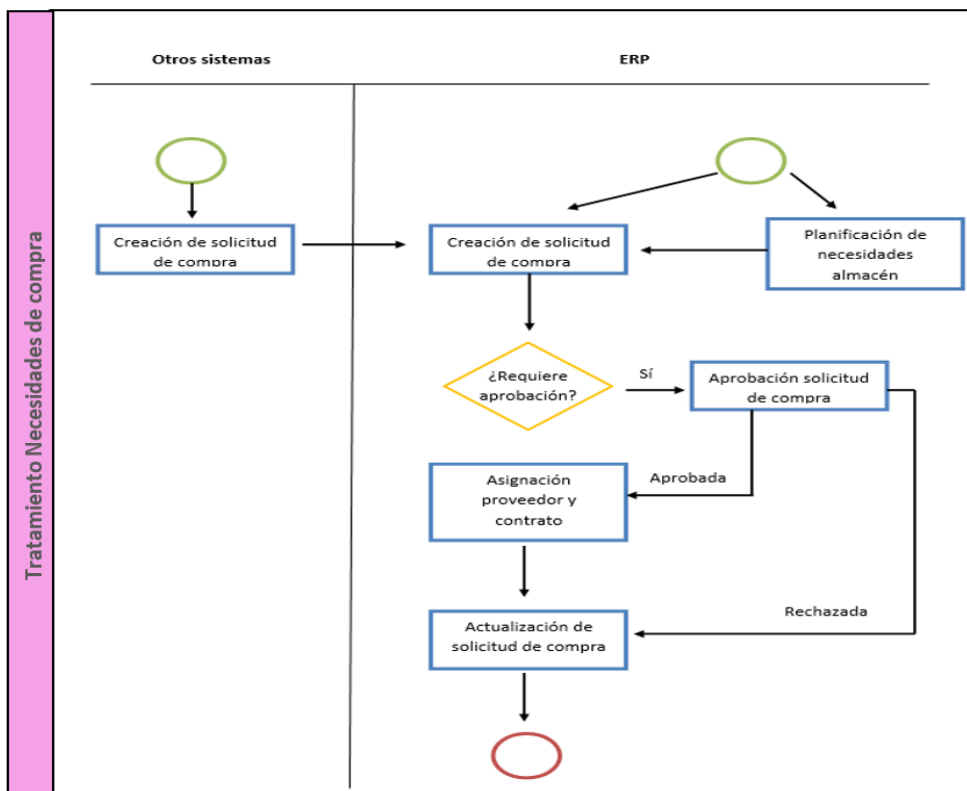 Tratamiento Necesidades de compra
Otros sistemas
ERP
Creación de solicitud
de compra
Creación de solicitud
de compra
Planificación de
necesidades
almacén
¿Requiere
aprobación?
Sí
Aprobación solicitud
de compra
Asignación
proveedor y
contrato
Aprobada
Actualización de
solicitud de compra
Rechazada